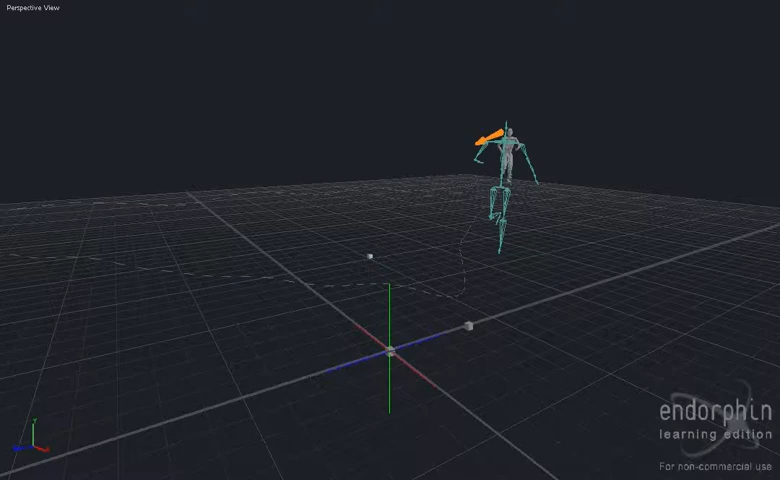 Perspective View
endorphin
learning edition
For non-commercial use
Y